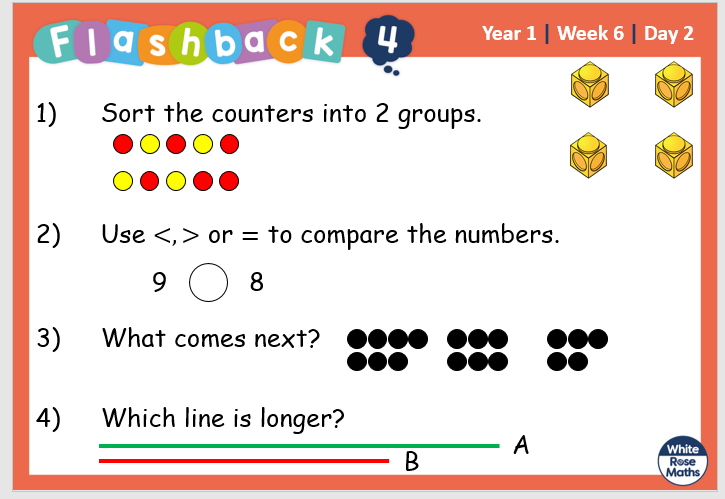 Flashback 4
Year 1 | Week 6 | Day 2
1) Sort the counters into 2 groups.
2) Use <, > or = to compare the numbers.
9 8
3) What comes next?
4) Which line is longer?
A
B
White
Rose
Maths